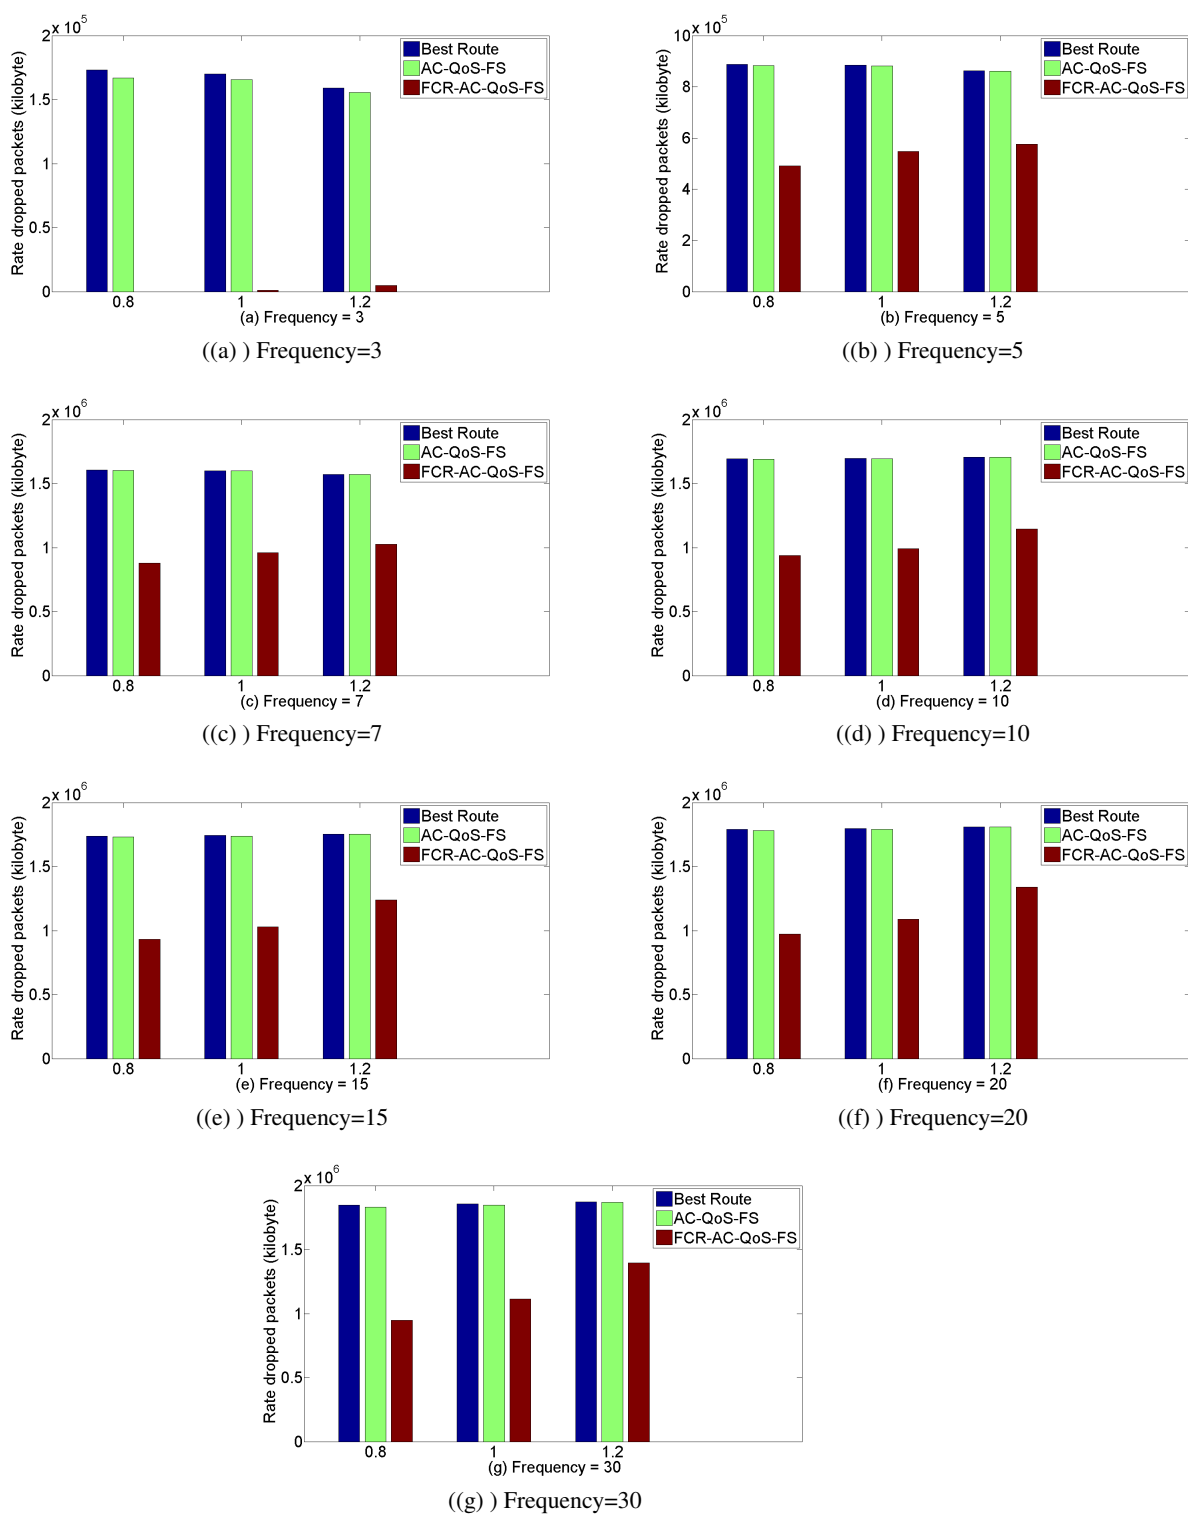 2 x 10^5
1.5
1
0.5
0
Rate dropped packets (kilobyte)
Best Route
AC-QoS-FS
FCR-AC-QoS-FS
0.8 1 1.2
(a) Frequency = 3
((a) ) Frequency=3
10 x 10^5
8
6
4
2
0
Rate dropped packets (kilobyte)
Best Route
AC-QoS-FS
FCR-AC-QoS-FS
0.8 1 1.2
(b) Frequency = 5
((b) ) Frequency=5
2 x 10^6
1.5
1
0.5
0
Rate dropped packets (kilobyte)
Best Route
AC-QoS-FS
FCR-AC-QoS-FS
0.8 1 1.2
(c) Frequency = 7
((c) ) Frequency=7
2 x 10^6
1.5
1
0.5
0
Rate dropped packets (kilobyte)
Best Route
AC-QoS-FS
FCR-AC-QoS-FS
0.8 1 1.2
(d) Frequency = 10
((d) ) Frequency=10
2 x 10^6
1.5
1
0.5
0
Rate dropped packets (kilobyte)
Best Route
AC-QoS-FS
FCR-AC-QoS-FS
0.8 1 1.2
(e) Frequency = 15
((e) ) Frequency=15
2 x 10^6
1.5
1
0.5
0
Rate dropped packets (kilobyte)
Best Route
AC-QoS-FS
FCR-AC-QoS-FS
0.8 1 1.2
(f) Frequency = 20
((f) ) Frequency=20
2 x 10^6
1.5
1
0.5
0
Rate dropped packets (kilobyte)
Best Route
AC-QoS-FS
FCR-AC-QoS-FS
0.8 1 1.2
(g) Frequency = 30
((g) ) Frequency=30